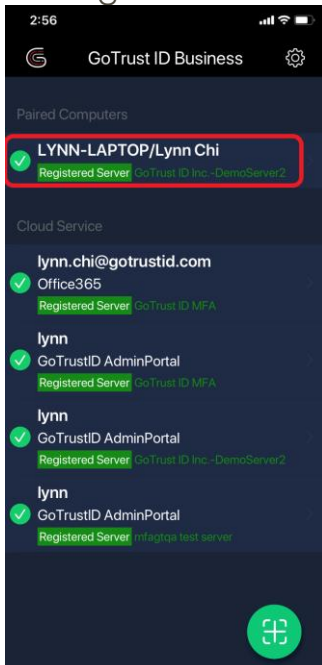 2:56
GoTrust ID Business
Paired Computers
LYNN-LAPTOP/Lynn Chi
Registered Server GoTrust ID Inc.-DemoServer2
Cloud Service
lynn.chi@gotrustid.com
Office365
Registered Server GoTrust ID MFA
lynn
GoTrustID AdminPortal
Registered Server GoTrust ID MFA
lynn
GoTrustID AdminPortal
Registered Server GoTrust ID Inc.-DemoServer2
lynn
GoTrustID AdminPortal
Registered Server mfagtqa test server